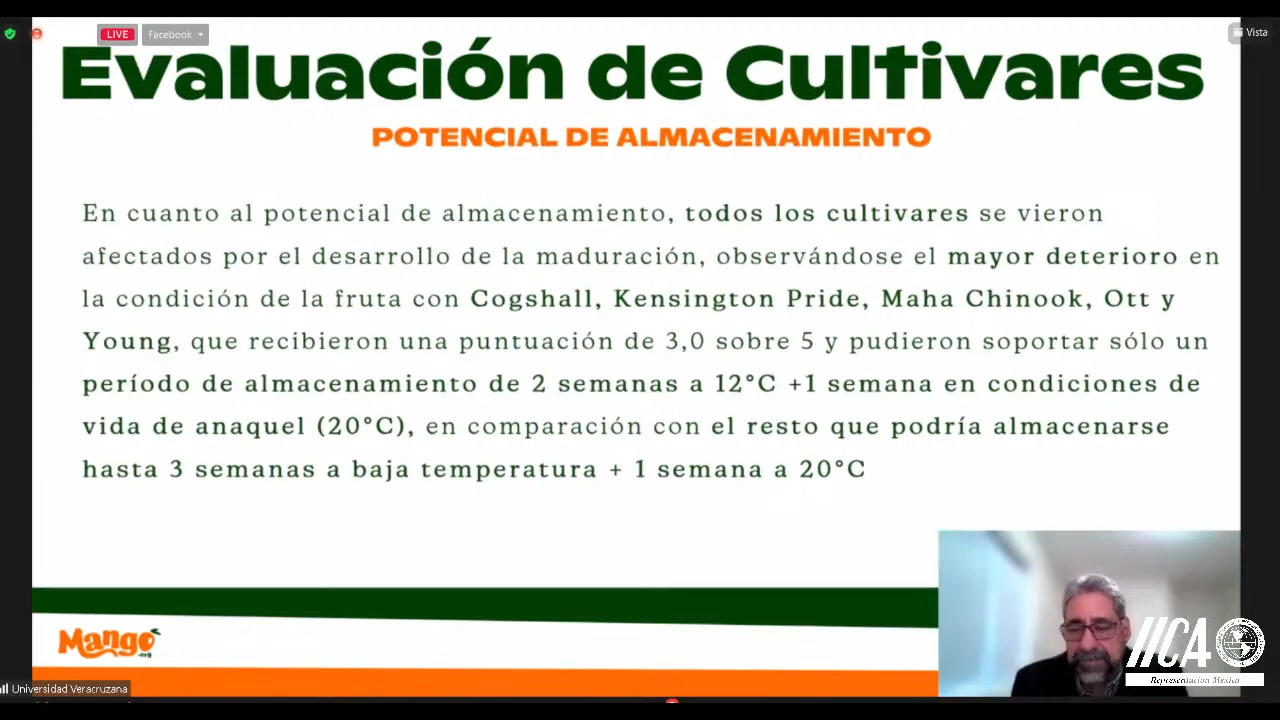 LIVE
Facebook
Vista
Evaluación de Cultivares
POTENCIAL DE ALMACENAMIENTO
En cuanto al potencial de almacenamiento, todos los cultivares se vieron
afectados por el desarrollo de la maduración, observándose el mayor deterioro en
la condición de la fruta con Cogshall, Kensington Pride, Maha Chinook, Ott y
Young, que recibieron una puntuación de 3,0 sobre 5 y pudieron soportar sólo un
período de almacenamiento de 2 semanas a 12°C +1 semana en condiciones de
vida de anaquel (20°C), en comparación con el resto que podría almacenarse
hasta 3 semanas a baja temperatura + 1 semana a 20°C
Mango
.org
IICA
Representación México
Universidad Veracruzana